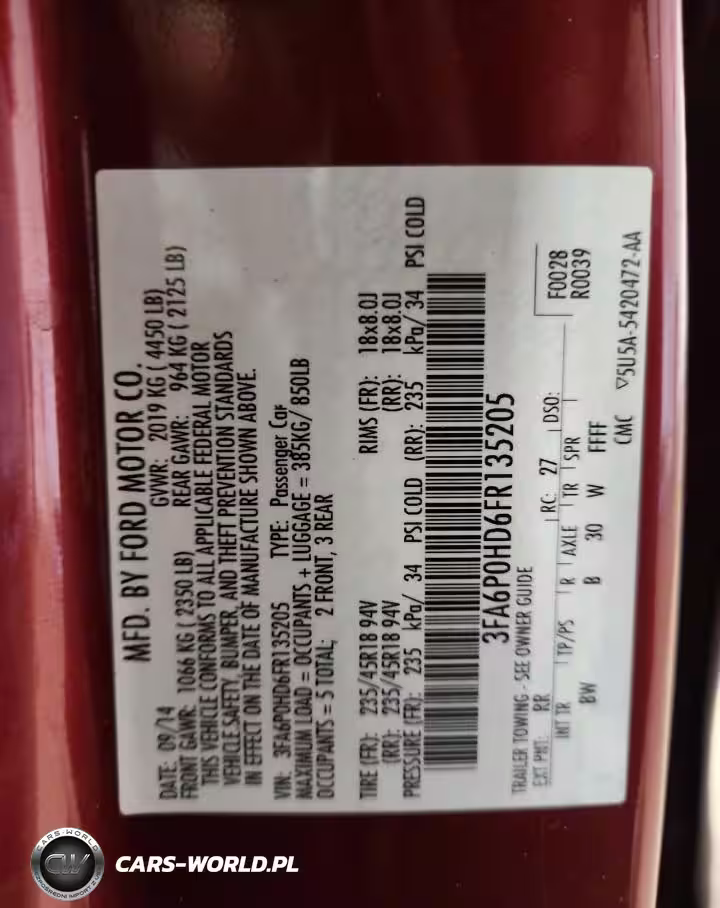 MFD. BY FORD MOTOR CO.
DATE: 09/14 GVWR: 2019 KG ( 4450 LB)
FRONT GAWR: 1066 KG ( 2350 LB) REAR GAWR: 964 KG ( 2125 LB)
THIS VEHICLE CONFORMS TO ALL APPLICABLE FEDERAL MOTOR
VEHICLE SAFETY, BUMPER, AND THEFT PREVENTION STANDARDS
IN EFFECT ON THE DATE OF MANUFACTURE SHOWN ABOVE.
VIN: 3FA6P0HD6FR135205 TYPE: Passenger Car
MAXIMUM LOAD = OCCUPANTS + LUGGAGE = 385KG/ 850LB
OCCUPANTS = 5 TOTAL; 2 FRONT, 3 REAR
TIRE (FR): 235/45R18 94V RIMS (FR): 18x8.0J
(RR): 235/45R18 94V (RR): 18x8.0J
PRESSURE (FR): 235 kPa/ 34 PSI COLD (RR): 235 kPa/ 34 PSI COLD
3FA6P0HD6FR135205
TRAILER TOWING - SEE OWNER GUIDE
F0028
R0039
EXT PNT: RR RC: 27 DSO:
INT TR TP/PS R AXLE TR SPR
BW B 30 W FFFF
CMC ▽5U5A-5420472-AA
CARS-WORLD
CW
BEZPOŚREDNI IMPORT Z USA
CARS-WORLD.PL